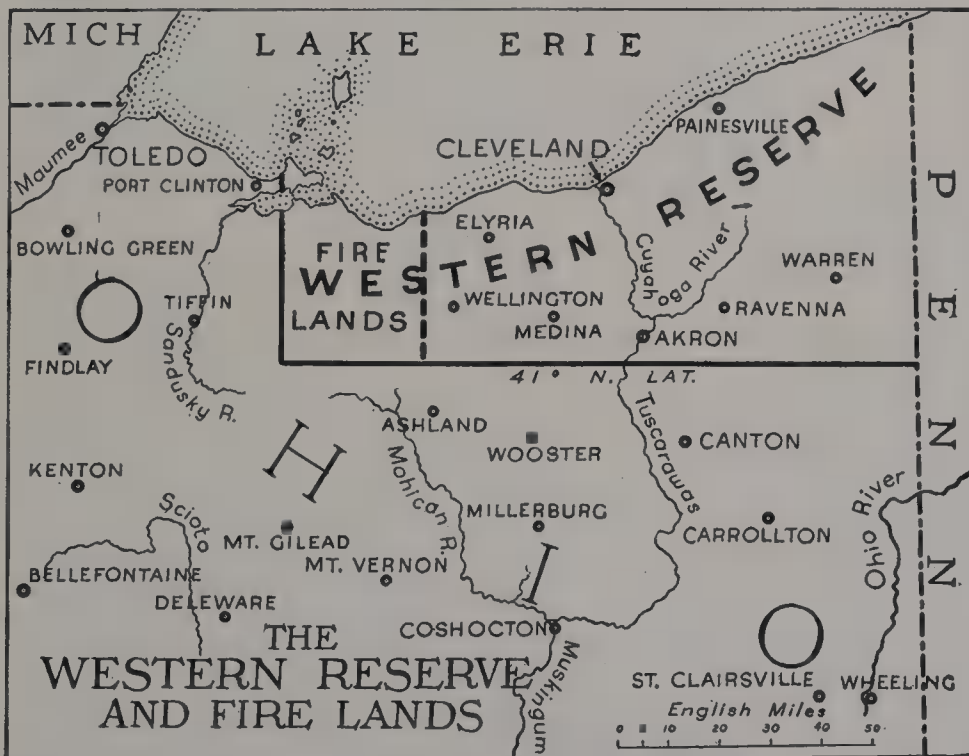 MICH
LAKE ERIE
PAINESVILLE
Maumee
TOLEDO
CLEVELAND
PORT CLINTON
WESTERN RESERVE
PENN
ELYRIA
BOWLING GREEN
FIRE
LANDS
Cuyahoga River
WARREN
TIFFIN
WELLINGTON
RAVENNA
MEDINA
AKRON
FINDLAY
Sandusky R.
41° N. LAT.
OHIO
ASHLAND
Tuscarawas
WOOSTER
CANTON
KENTON
Mohican R.
Scioto
MILLERBURG
Ohio River
MT. GILEAD
CARROLLTON
MT. VERNON
BELLEFONTAINE
DELEWARE
COSHOCTON
THE
WESTERN RESERVE
AND FIRE LANDS
Muskingum
ST. CLAIRSVILLE
WHEELING
English Miles
0 10 20 30 40 50